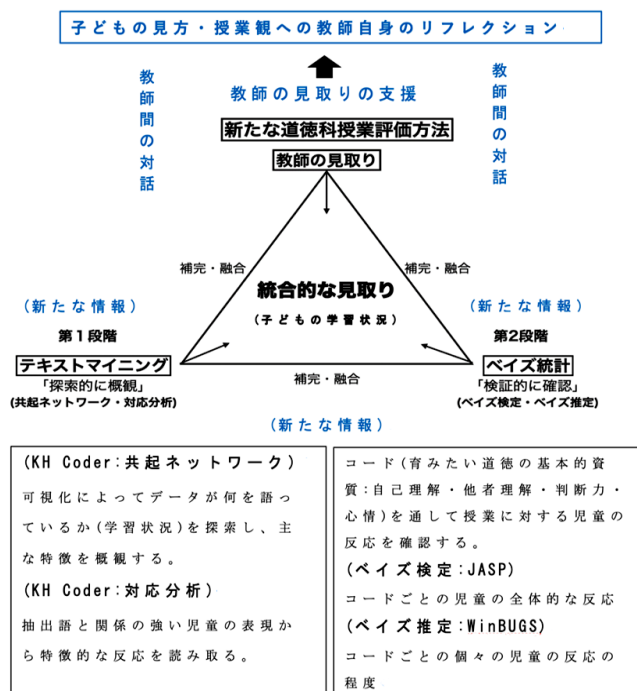 子どもの見方・授業観への教師自身のリフレクション
教師間の対話
教師の見取りの支援
教師間の対話
新たな道徳科授業評価方法
教師の見取り
補完・融合
補完・融合
統合的な見取り
(子どもの学習状況)
(新たな情報)
(新たな情報)
第1段階
第2段階
テキストマイニング
ベイズ統計
「探索的に概観」
(共起ネットワーク・対応分析)
補完・融合
「検証的に確認」
(ベイズ検定・ベイズ推定)
(新たな情報)
(KH Coder:共起ネットワーク)
可視化によってデータが何を語っ
ているか(学習状況)を探索し、主
な特徴を概観する。
(KH Coder:対応分析)
抽出語と関係の強い児童の表現か
ら特徴的な反応を読み取る。
コード(育みたい道徳の基本的資
質:自己理解・他者理解・判断力・
心情)を通して授業に対する児童の
反応を確認する。
(ベイズ検定:JASP)
コードごとの児童の全体的な反応
(ベイズ推定:WinBUGS)
コードごとの個々の児童の反応の
程度